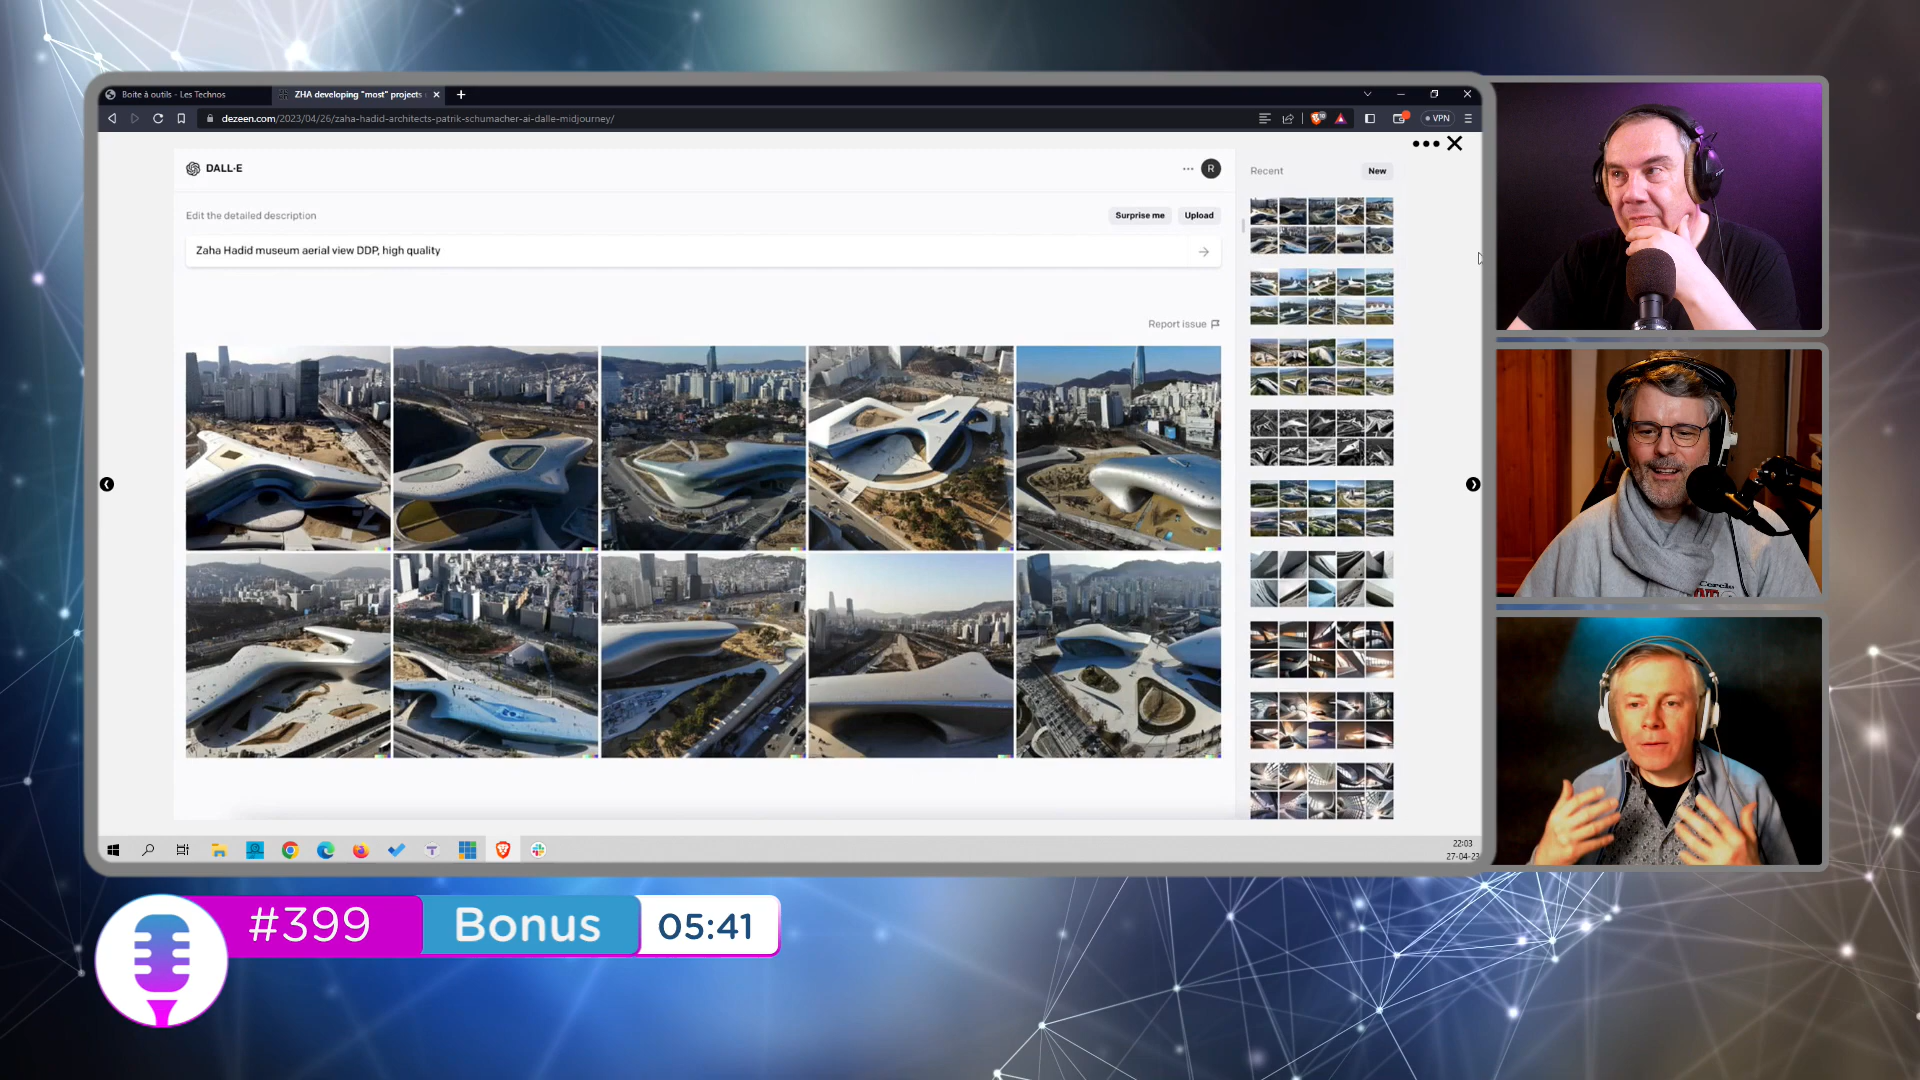 Boite à outils - Les Technos
ZHA developing "most" projects
dezeen.com/2023/04/26/zaha-hadid-architects-patrik-schumacher-ai-dalle-midjourney/
VPN
DALL·E
R
Recent
New
Edit the detailed description
Surprise me
Upload
Zaha Hadid museum aerial view DDP, high quality
Report issue
22:03
27-04-23
#399
Bonus
05:41